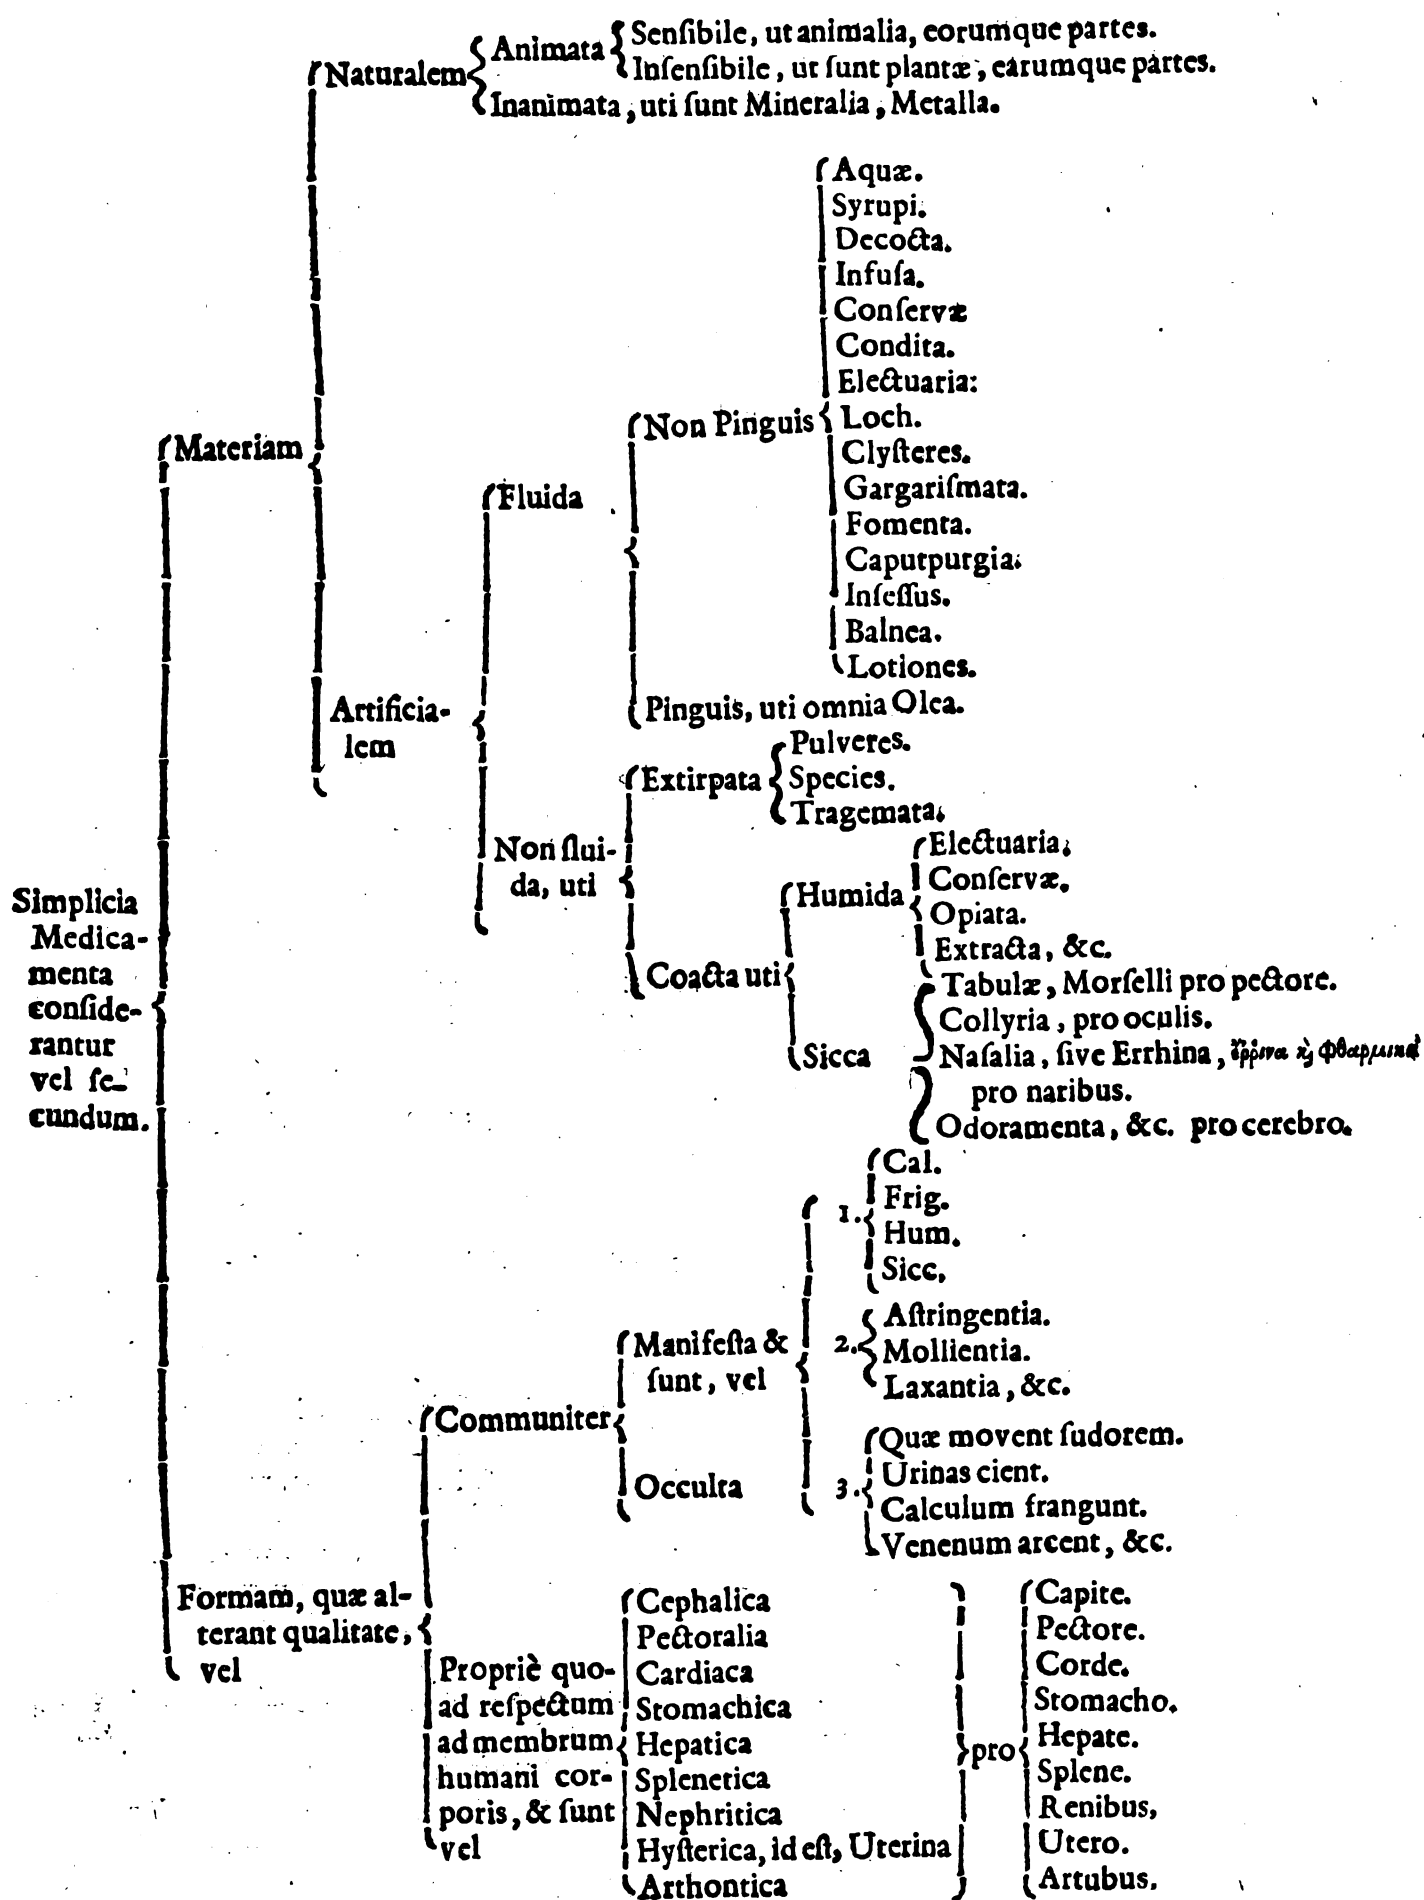 Animata
Senſibile, ut animalia, eorumque partes.
Naturalem
Inſenſibile, ut ſunt plantæ, earumque partes.
Inanimata, uti ſunt Mineralia, Metalla.
Aquæ.
Syrupi.
Decocta.
Infuſa.
Conſervæ
Condita.
Electuaria:
Non Pinguis
Loch.
Materiam
Clyſteres.
Fluida
Gargariſmata.
Fomenta.
Caputpurgia.
Inſeſſus.
Balnea.
Lotiones.
Artificia-
lem
Pinguis, uti omnia Olea.
Pulveres.
Extirpata
Species.
Tragemata.
Non flui-
da, uti
Electuaria.
Humida
Conſervæ.
Opiata.
Extracta, &c.
Coacta uti
Tabulæ, Morſelli pro pectore.
Collyria, pro oculis.
Sicca
Naſalia, ſive Errhina,
pro naribus.
Odoramenta, &c. pro cerebro.
Simplicia
Medica-
menta
conſide-
rantur
vel ſe-
cundum.
1.
Cal.
Frig.
Hum.
Sicc.
Manifeſta &
ſunt, vel
2.
Aſtringentia.
Mollientia.
Laxantia, &c.
Communiter
Occulta
3.
Quæ movent ſudorem.
Urinas cient.
Calculum frangunt.
Venenum arcent, &c.
Formam, quæ al-
terant qualitate,
vel
Propriè quo-
ad reſpectum
ad membrum
humani cor-
poris, & ſunt
vel
Cephalica
Pectoralia
Cardiaca
Stomachica
Hepatica
Splenetica
Nephritica
Hyſterica, id eſt, Uterina
Arthontica
pro
Capite.
Pectore.
Corde.
Stomacho.
Hepate.
Splene.
Renibus.
Utero.
Artubus.